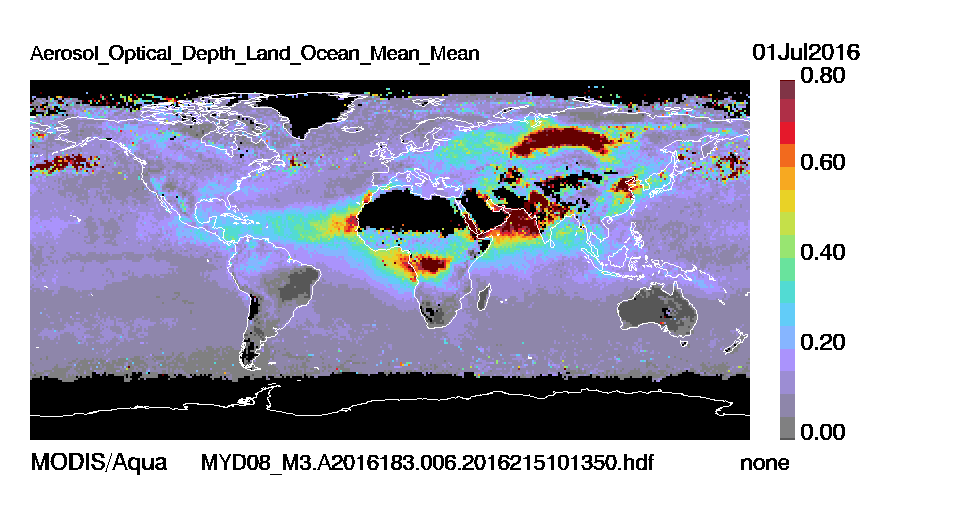 Aerosol_Optical_Depth_Land_Ocean_Mean_Mean 01Jul2016
0.80
0.60
0.40
0.20
0.00
MODIS/Aqua MYD08_M3.A2016183.006.2016215101350.hdf none